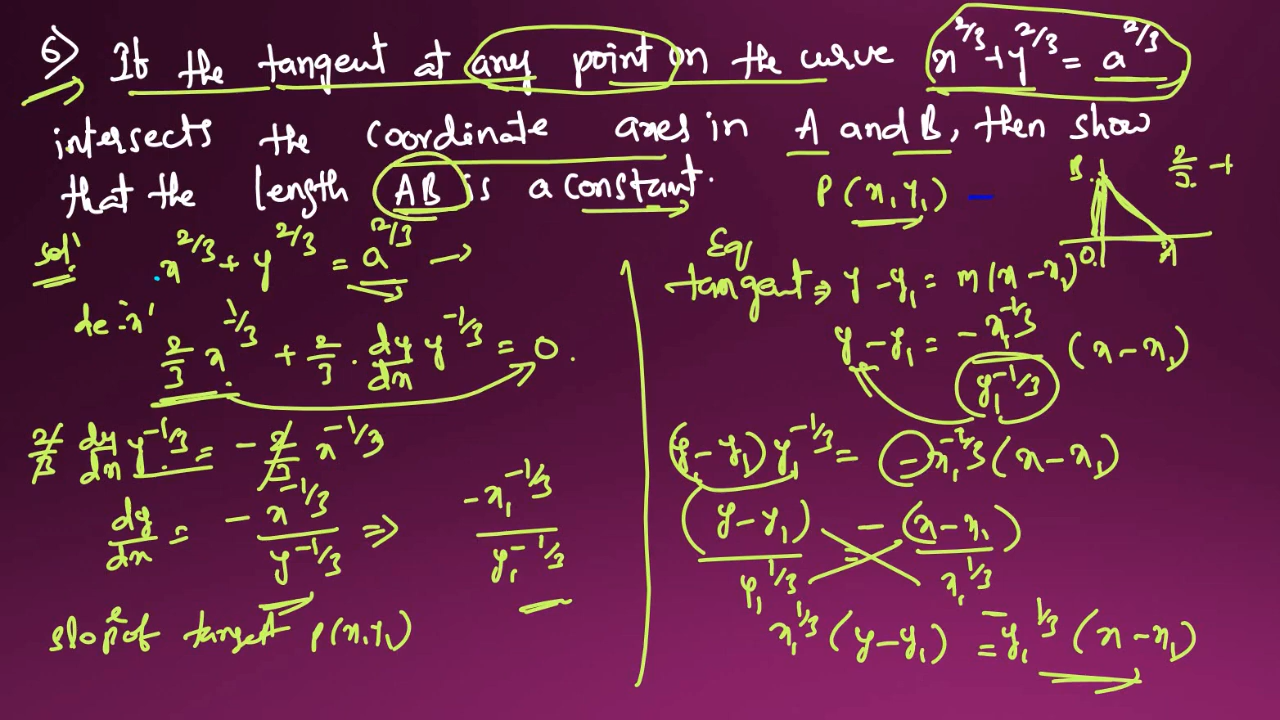 6) If the tangent at any point on the curve x^{2/3} + y^{2/3} = a^{2/3}
intersects the coordinate axes in A and B, then show
that the length AB is a constant.
P(x₁ y₁) -
B
O
A
2/3 - 1
sol'
x^{2/3} + y^{2/3} = a^{2/3} →
2/3 x^{-1/3} + 2/3 . dy/dx y^{-1/3} = 0.
2/3 dy/dx y^{-1/3} = - 2/3 x^{-1/3}
dy/dx = -x^{-1/3} / y^{-1/3} ⇒ -x₁^{-1/3} / y₁^{-1/3}
slope of tangent P(x₁ y₁)
Eq
tangent ⇒ y - y₁ = m(x - x₁)
y - y₁ = -x₁^{-1/3} / y₁^{-1/3} (x - x₁)
(y - y₁) y₁^{-1/3} = - x₁^{-1/3} (x - x₁)
(y - y₁) / y₁^{1/3} = - (x - x₁) / x₁^{1/3}
x₁^{1/3} (y - y₁) = - y₁^{1/3} (x - x₁)